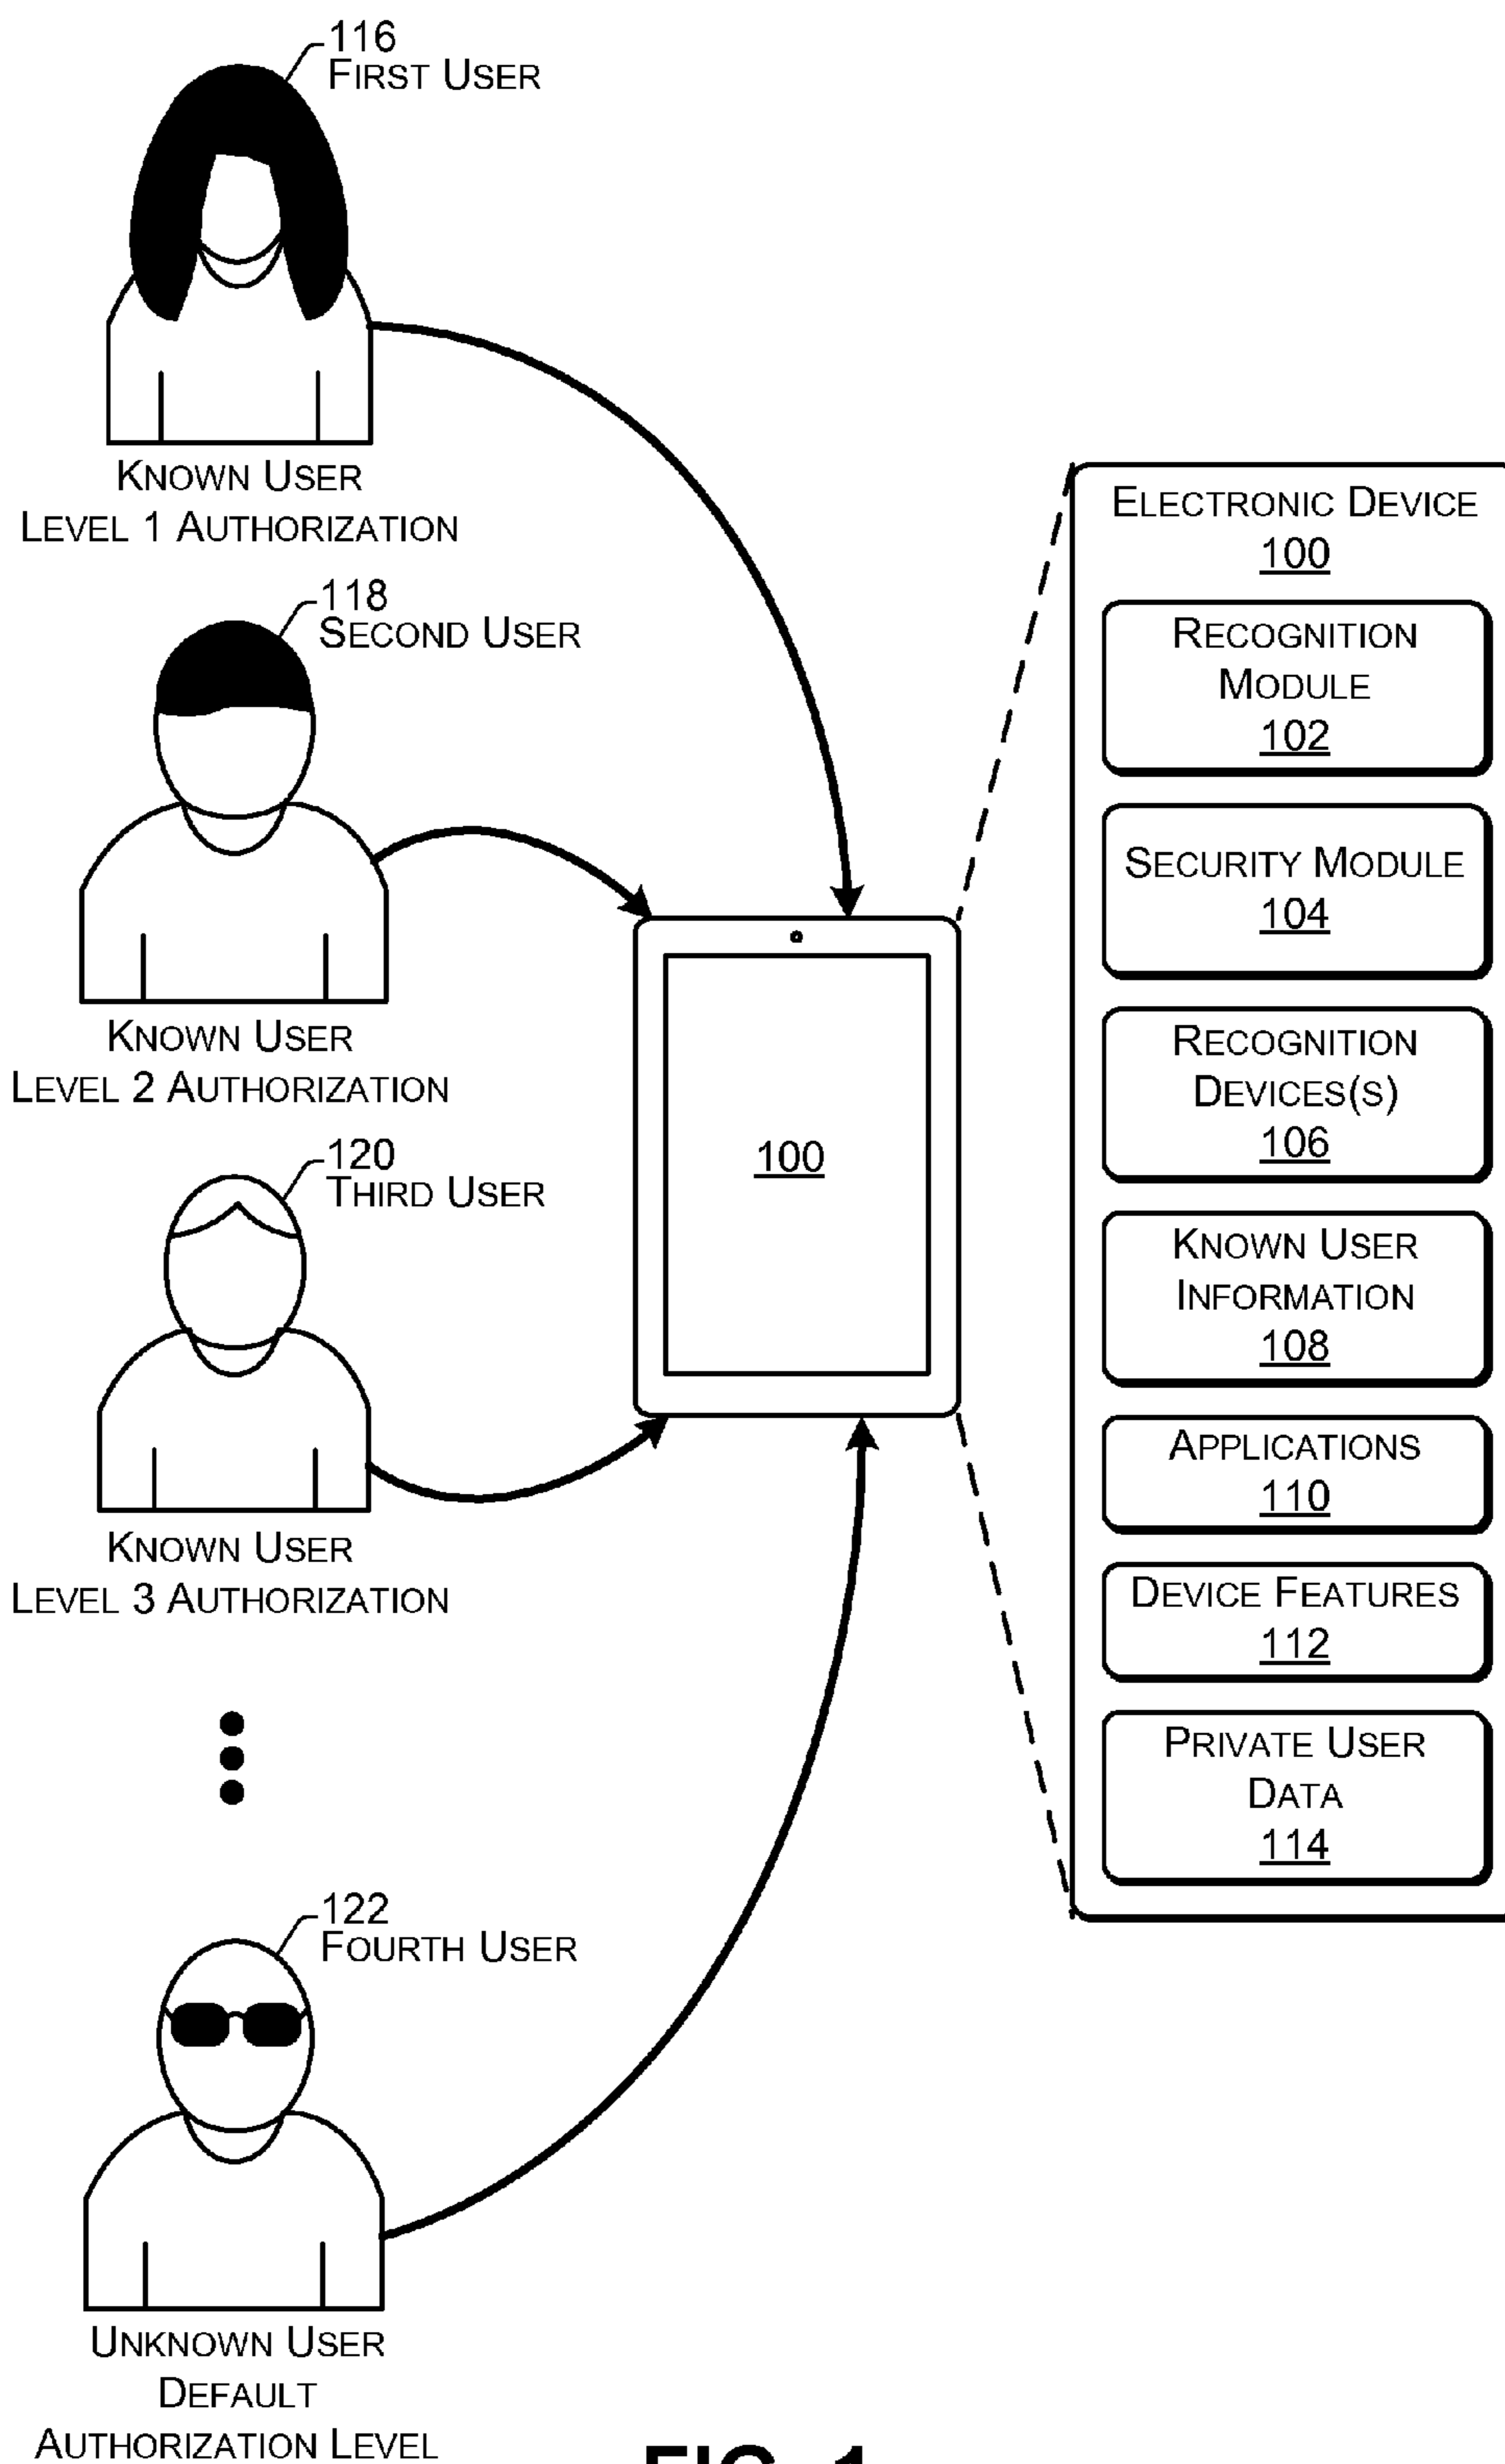 116
FIRST USER
KNOWN USER
LEVEL 1 AUTHORIZATION
118
SECOND USER
KNOWN USER
LEVEL 2 AUTHORIZATION
120
THIRD USER
KNOWN USER
LEVEL 3 AUTHORIZATION
122
FOURTH USER
UNKNOWN USER
DEFAULT
AUTHORIZATION LEVEL
100
ELECTRONIC DEVICE
100
RECOGNITION
MODULE
102
SECURITY MODULE
104
RECOGNITION
DEVICES(S)
106
KNOWN USER
INFORMATION
108
APPLICATIONS
110
DEVICE FEATURES
112
PRIVATE USER
DATA
114
FIG. 1